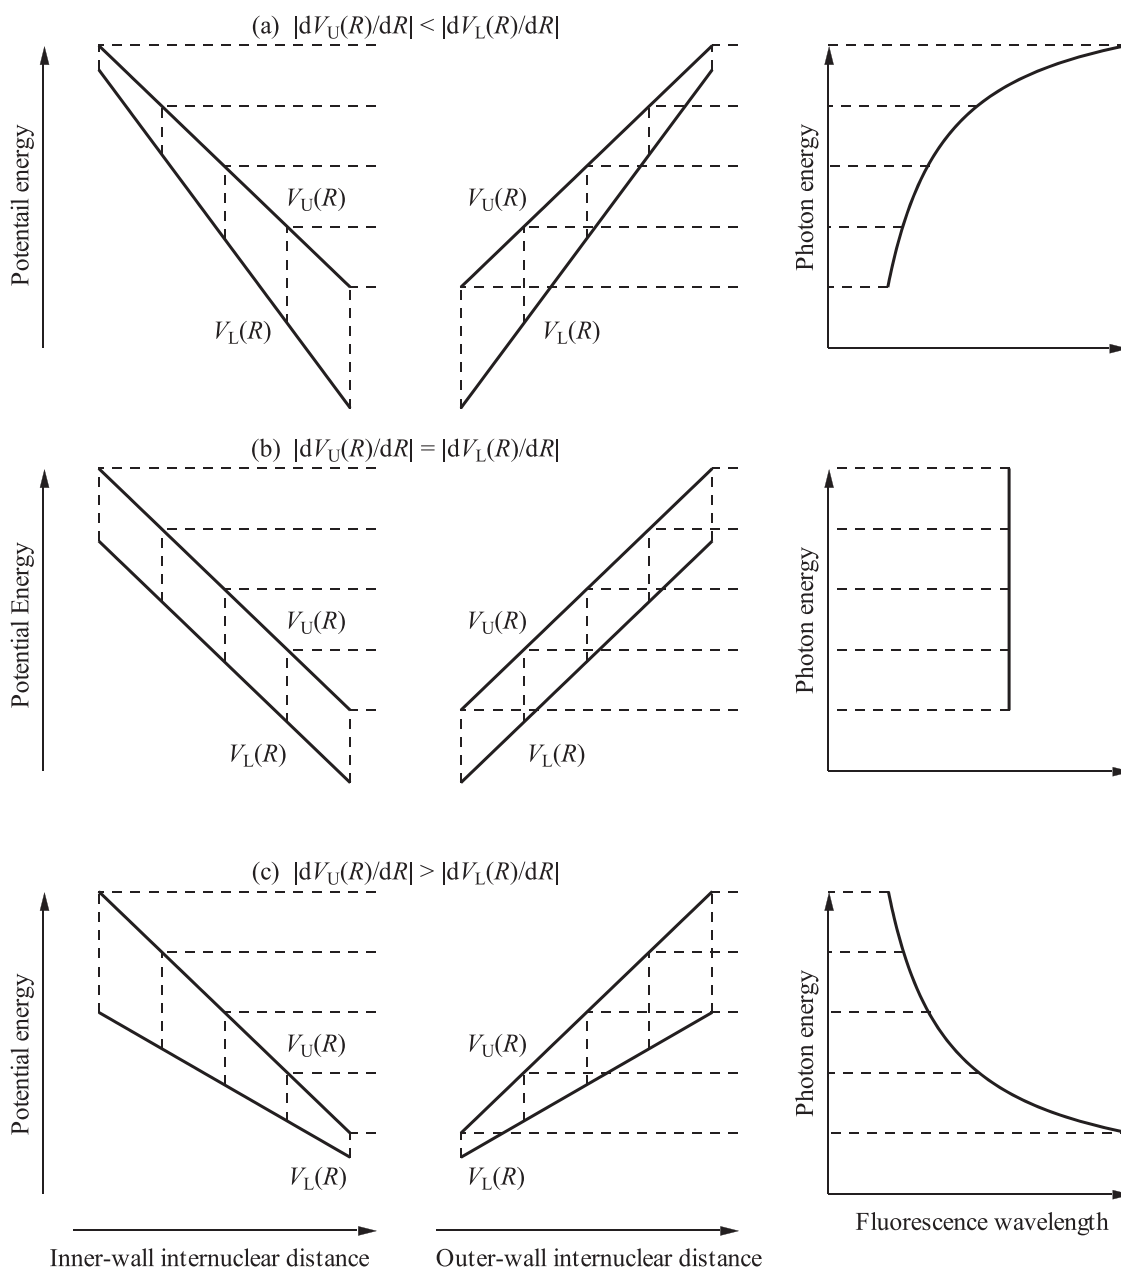 (a) |dV_U(R)/dR| < |dV_L(R)/dR|
Potentail energy
V_U(R)
V_L(R)
V_U(R)
V_L(R)
Photon energy
(b) |dV_U(R)/dR| = |dV_L(R)/dR|
Potential Energy
V_U(R)
V_L(R)
V_U(R)
V_L(R)
Photon energy
(c) |dV_U(R)/dR| > |dV_L(R)/dR|
Potential energy
V_U(R)
V_L(R)
V_U(R)
V_L(R)
Photon energy
Fluorescence wavelength
Inner-wall internuclear distance
Outer-wall internuclear distance